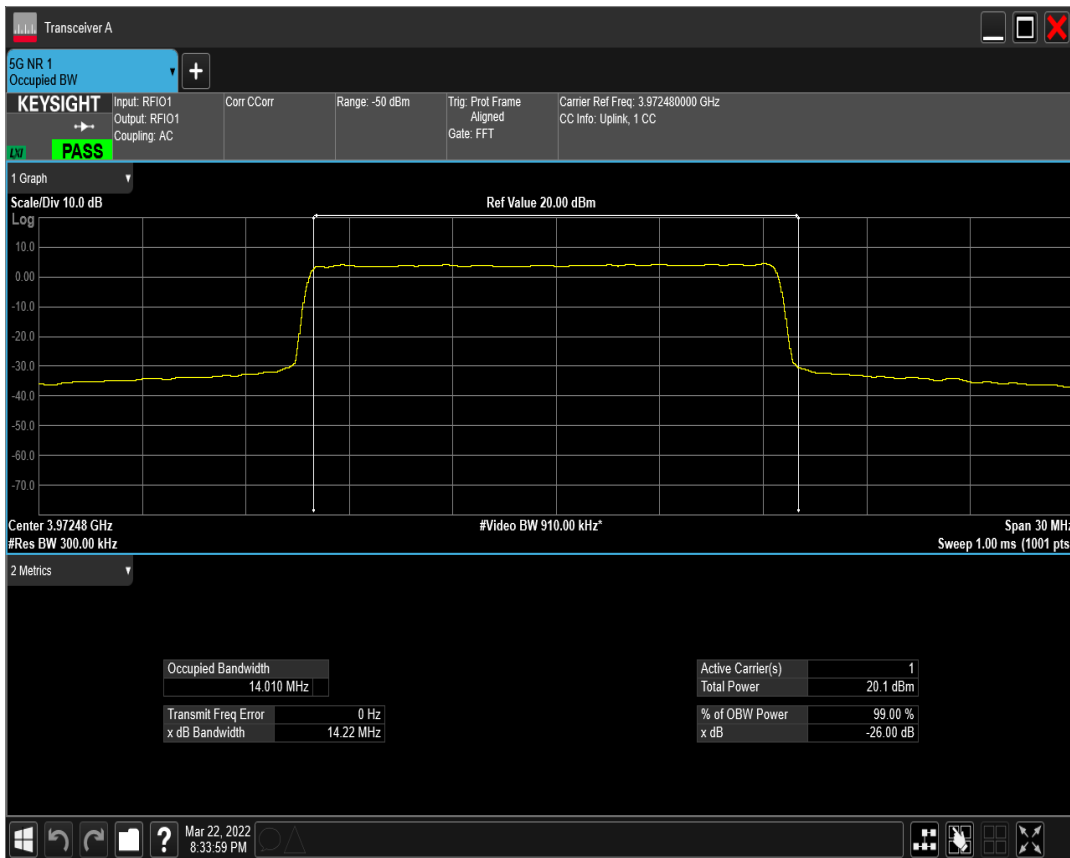 Transceiver A
5G NR 1
Occupied BW
KEYSIGHT
LXI
PASS
Input: RFIO1
Output: RFIO1
Coupling: AC
Corr CCorr
Range: -50 dBm
Trig: Prot Frame
Aligned
Gate: FFT
Carrier Ref Freq: 3.972480000 GHz
CC Info: Uplink, 1 CC
1 Graph
Scale/Div 10.0 dB
Ref Value 20.00 dBm
Log
10.0
0.00
-10.0
-20.0
-30.0
-40.0
-50.0
-60.0
-70.0
Center 3.97248 GHz
#Video BW 910.00 kHz*
Span 30 MHz
#Res BW 300.00 kHz
Sweep 1.00 ms (1001 pts
2 Metrics
Occupied Bandwidth
14.010 MHz
Transmit Freq Error 0 Hz
x dB Bandwidth 14.22 MHz
Active Carrier(s) 1
Total Power 20.1 dBm
% of OBW Power 99.00 %
x dB -26.00 dB
?
Mar 22, 2022
8:33:59 PM